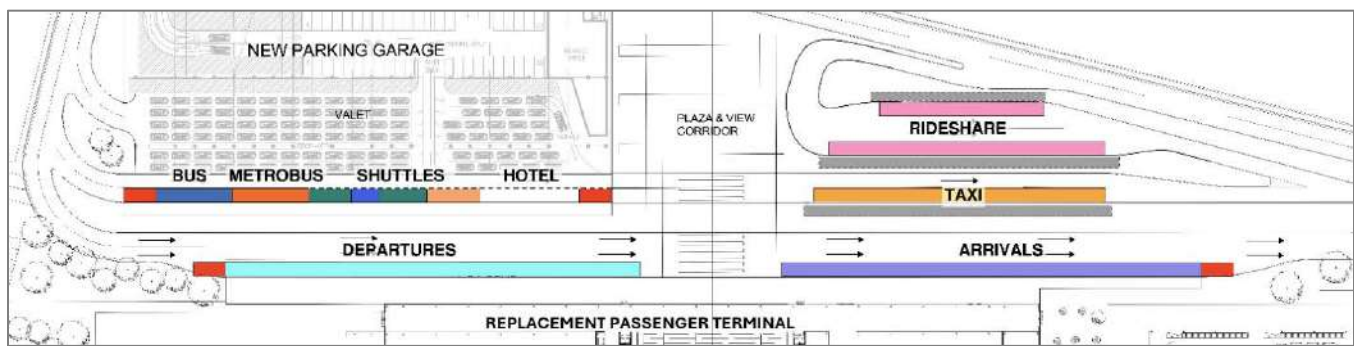 NEW PARKING GARAGE
VALET
PLAZA & VIEW
CORRIDOR
RIDESHARE
BUS METROBUS SHUTTLES HOTEL
TAXI
DEPARTURES
ARRIVALS
REPLACEMENT PASSENGER TERMINAL